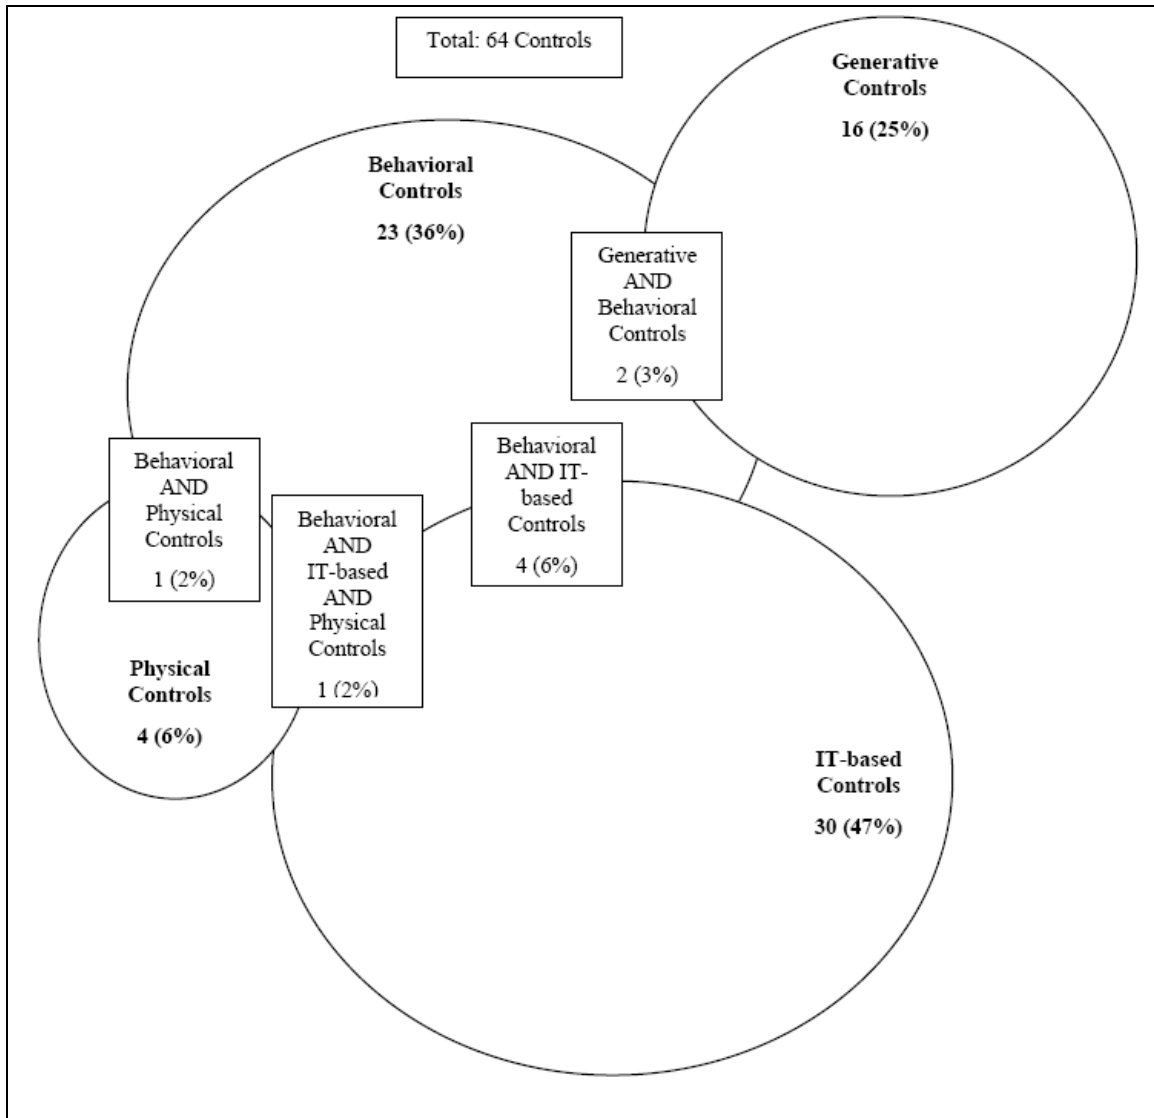 Total: 64 Controls
Generative
Controls
16 (25%)
Behavioral
Controls
23 (36%)
Generative
AND
Behavioral
Controls
2 (3%)
Behavioral
AND IT-
based
Controls
4 (6%)
Behavioral
AND
Physical
Controls
1 (2%)
Behavioral
AND
IT-based
AND
Physical
Controls
1 (2%)
Physical
Controls
4 (6%)
IT-based
Controls
30 (47%)